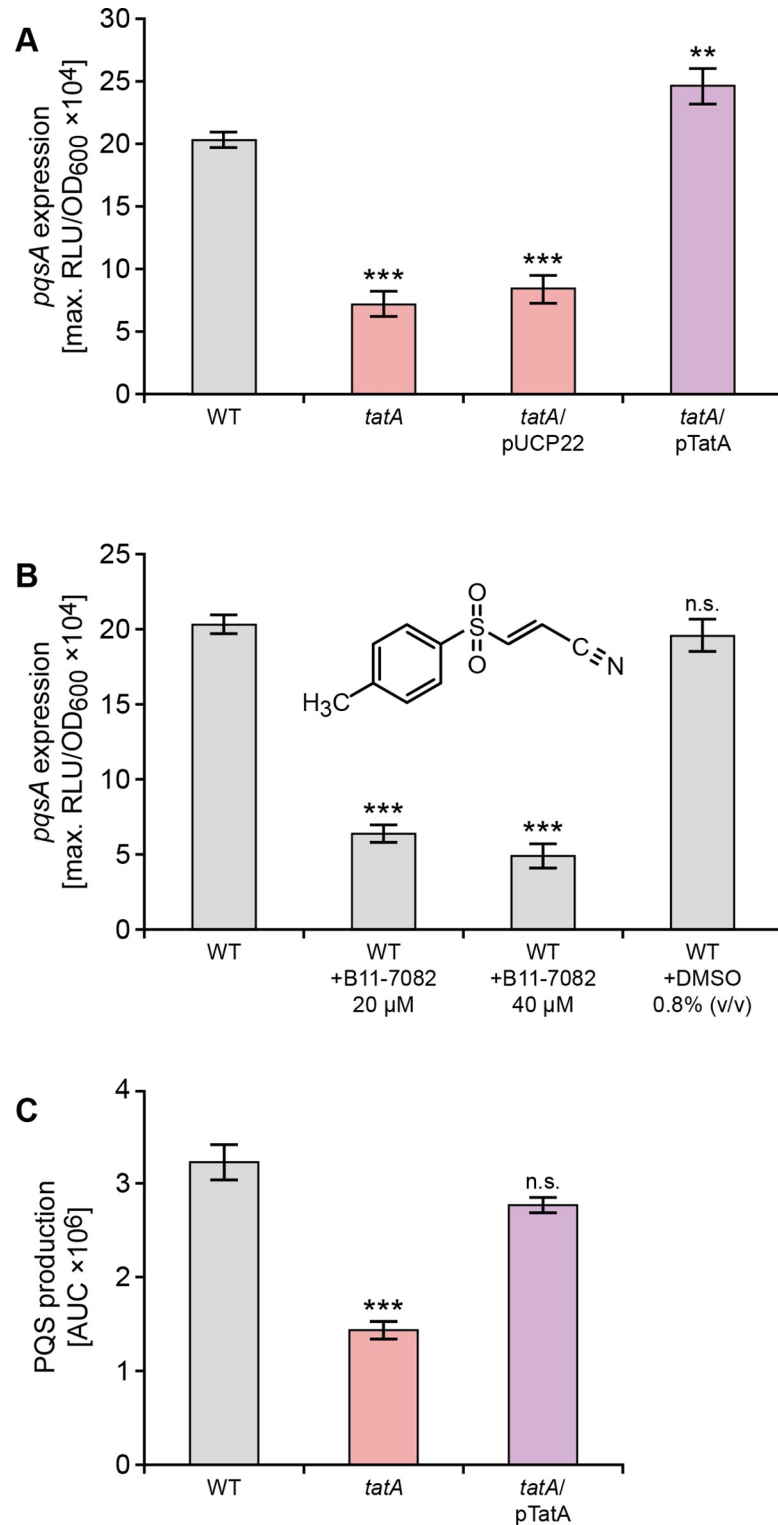 A
pqsA expression
[max. RLU/OD600 ×10⁴]
30
25
20
15
10
5
0
***
***
**
WT
tatA
tatA/
pUCP22
tatA/
pTatA
B
pqsA expression
[max. RLU/OD600 ×10⁴]
25
20
15
10
5
0
O
S
O
C
N
H3C
***
***
n.s.
WT
WT
+B11-7082
20 µM
WT
+B11-7082
40 µM
WT
+DMSO
0.8% (v/v)
C
PQS production
[AUC ×10⁶]
4
3
2
1
0
***
n.s.
WT
tatA
tatA/
pTatA